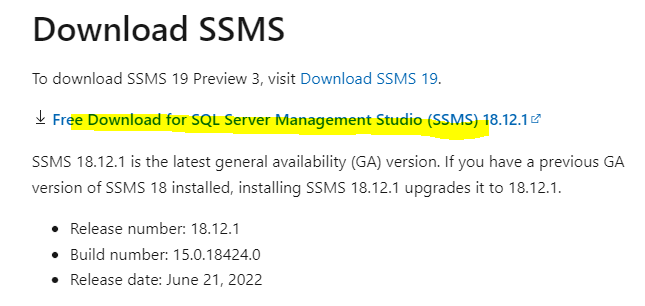 Download SSMS
To download SSMS 19 Preview 3, visit Download SSMS 19.
Free Download for SQL Server Management Studio (SSMS) 18.12.1
SSMS 18.12.1 is the latest general availability (GA) version. If you have a previous GA
version of SSMS 18 installed, installing SSMS 18.12.1 upgrades it to 18.12.1.
• Release number: 18.12.1
• Build number: 15.0.18424.0
• Release date: June 21, 2022